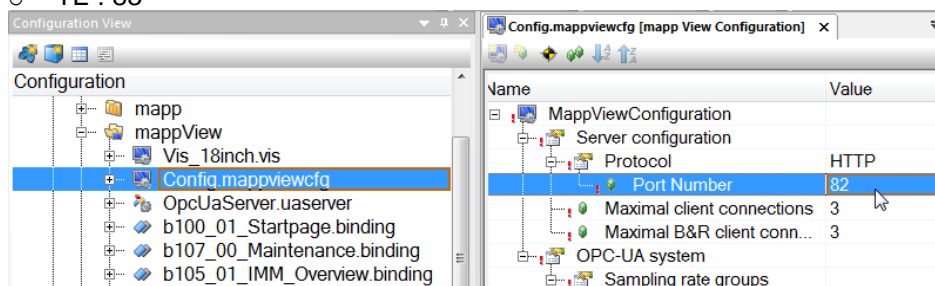 Configuration View
Configuration
mapp
mappView
Vis_18inch.vis
Config.mappviewcfg
OpcUaServer.uaserver
b100_01_Startpage.binding
b107_00_Maintenance.binding
b105_01_IMM_Overview.binding
Config.mappviewcfg [mapp View Configuration] X
Name Value
MappViewConfiguration
Server configuration
Protocol HTTP
Port Number 82
Maximal client connections 3
Maximal B&R client conn... 3
OPC-UA system
Sampling rate groups